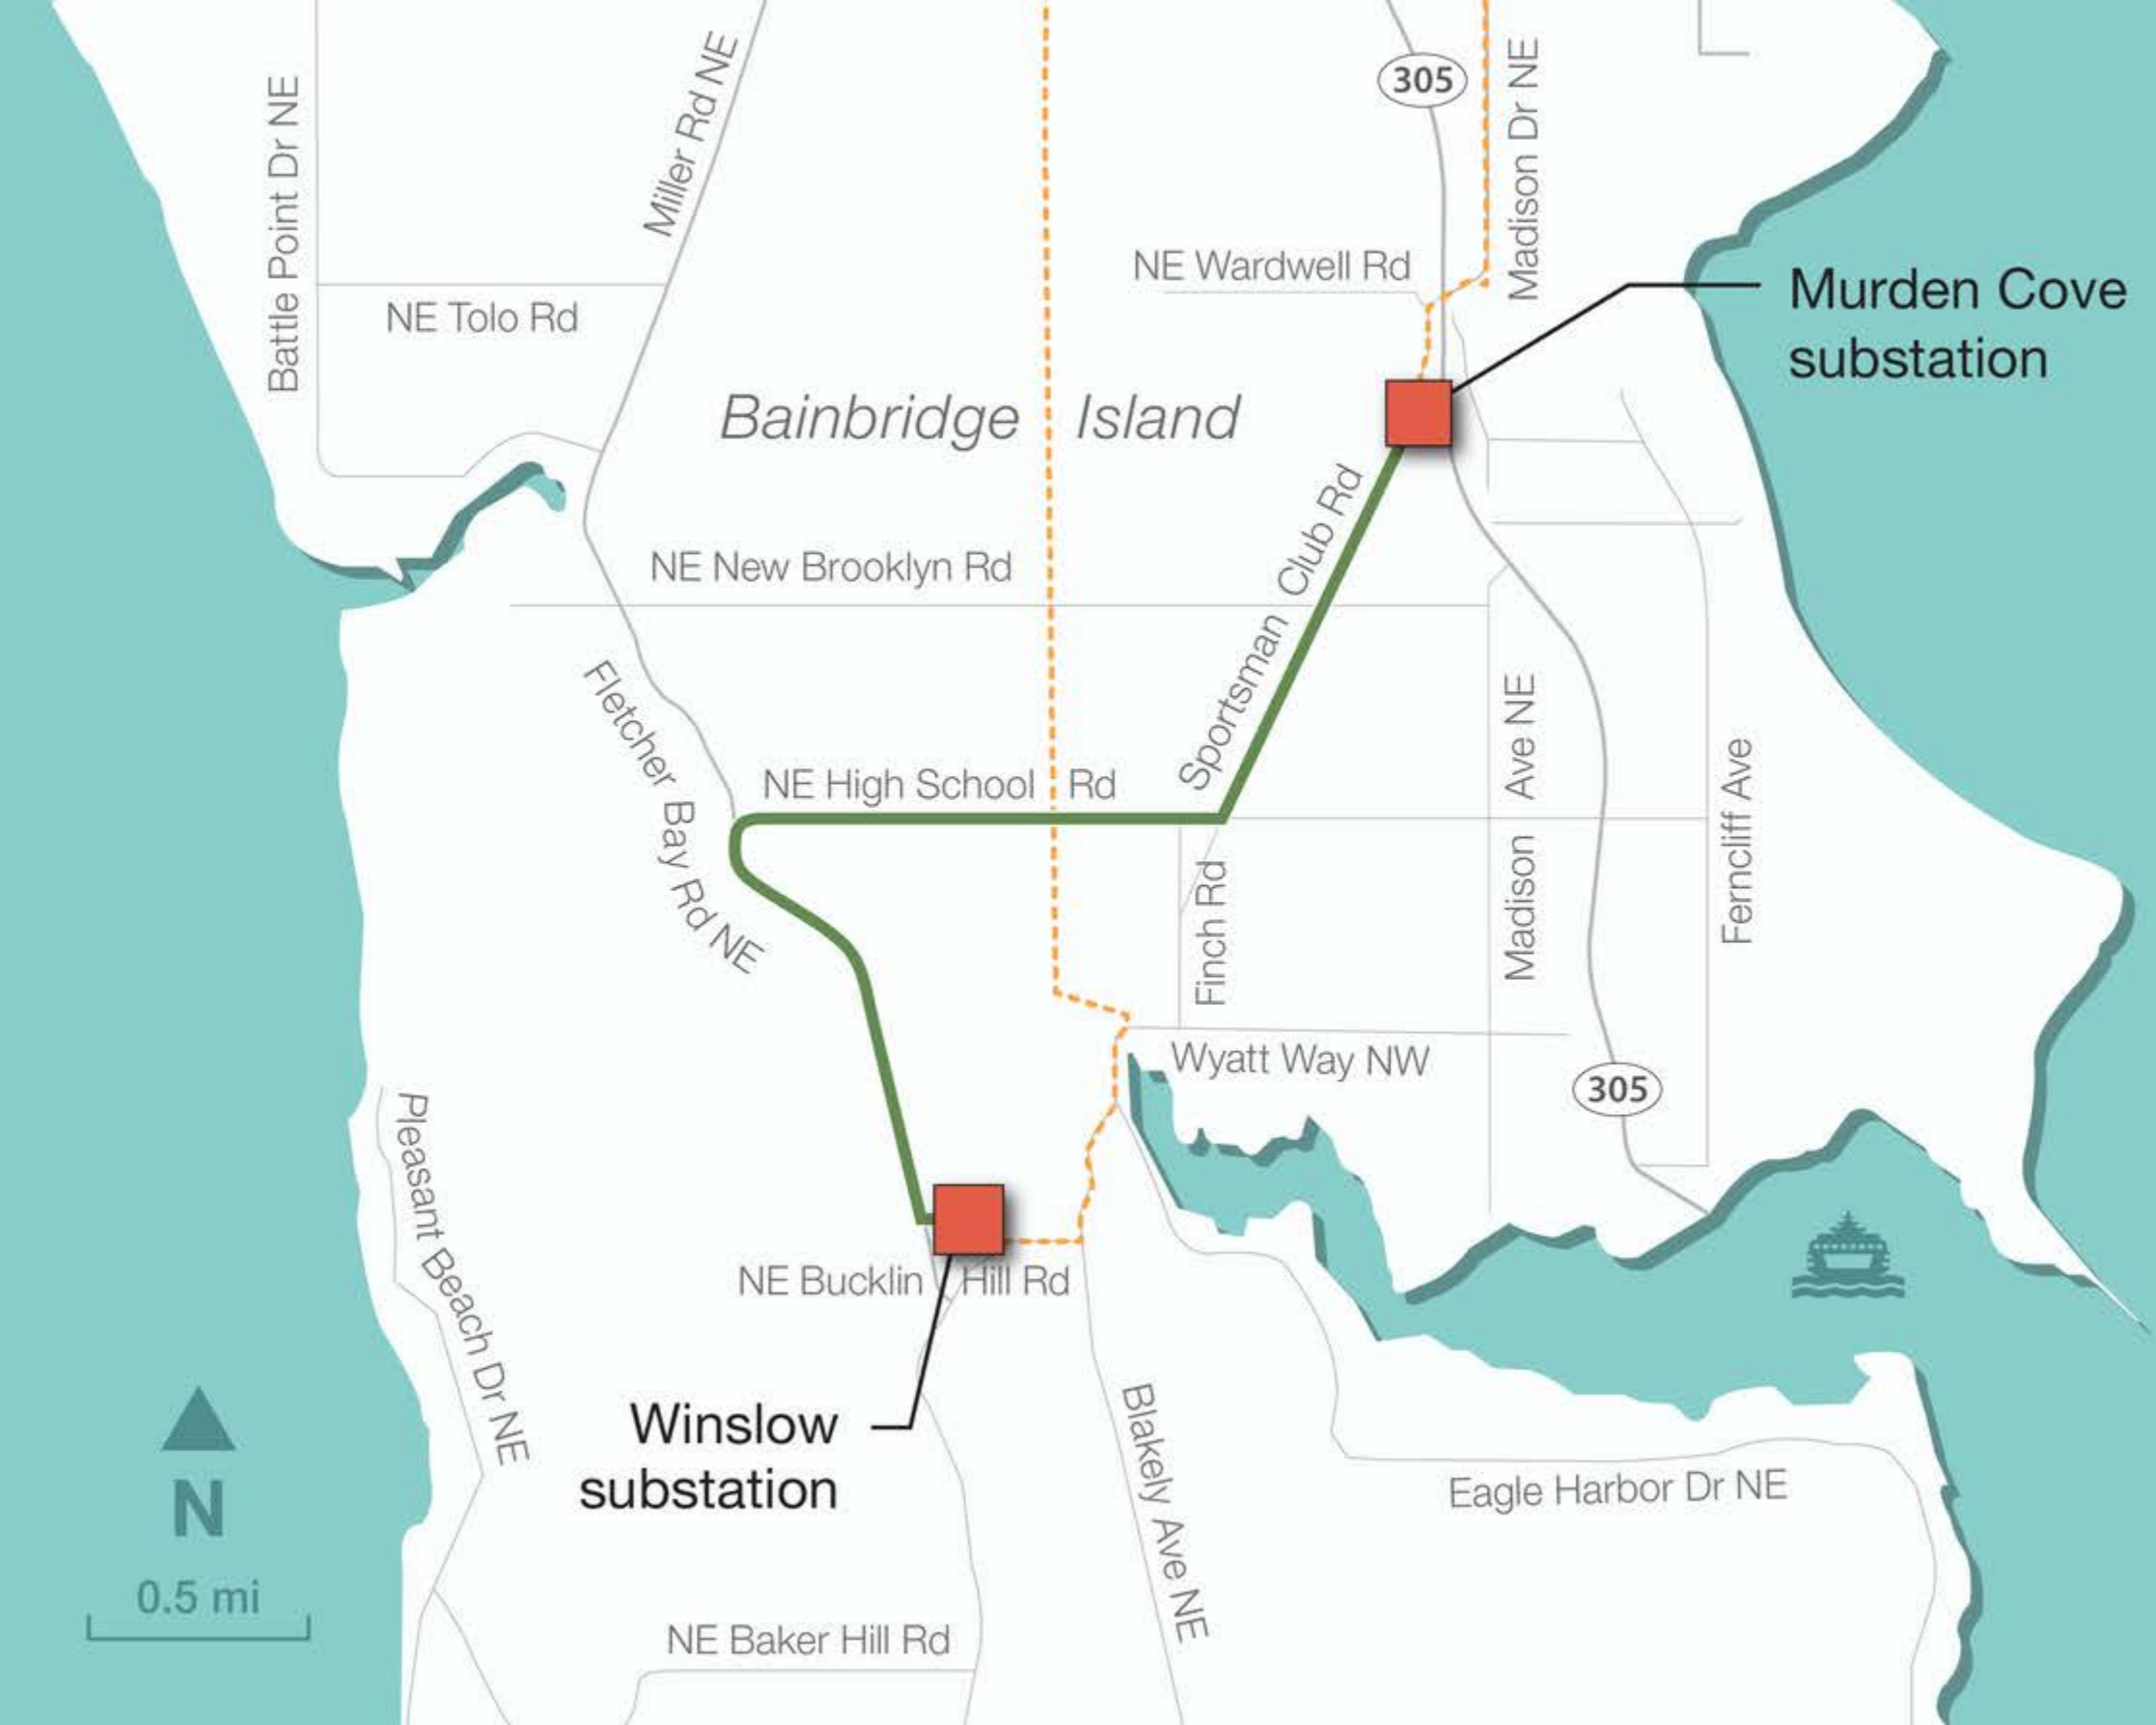 305
Madison Dr NE
Miller Rd NE
Battle Point Dr NE
NE Wardwell Rd
Murden Cove
substation
NE Tolo Rd
Bainbridge Island
Sportsman Club Rd
NE New Brooklyn Rd
Fletcher Bay Rd NE
NE High School Rd
Madison Ave NE
Ferncliff Ave
Finch Rd
Wyatt Way NW
305
Pleasant Beach Dr NE
NE Bucklin Hill Rd
Winslow
substation
Blakely Ave NE
Eagle Harbor Dr NE
N
0.5 mi
NE Baker Hill Rd